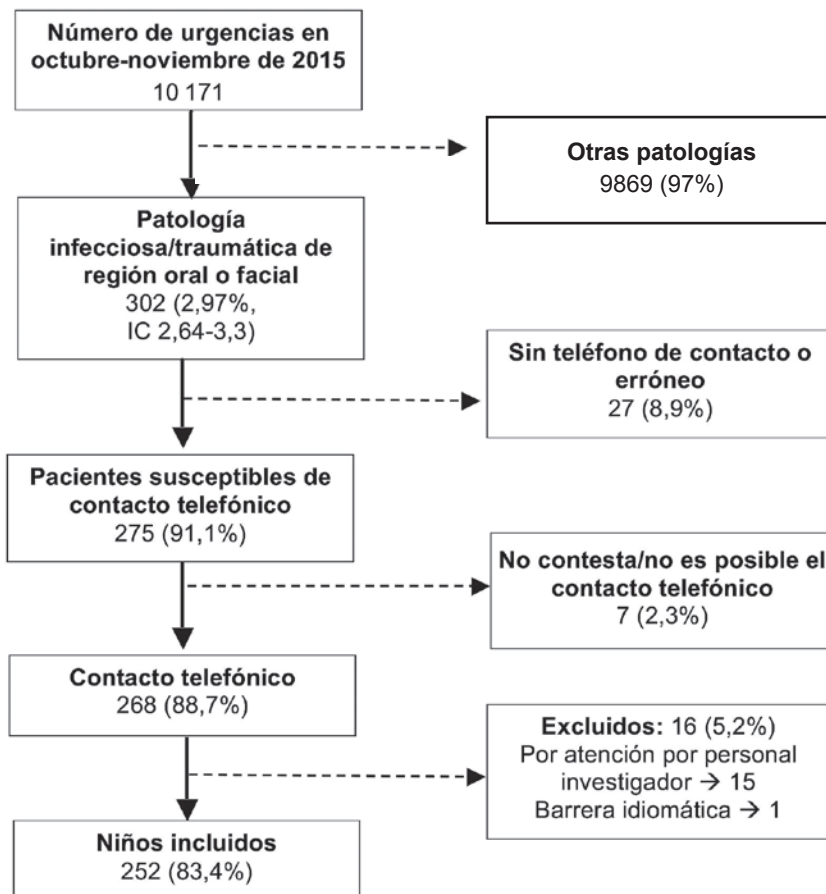 Número de urgencias en
octubre-noviembre de 2015
10 171
Otras patologías
9869 (97%)
Patología
infecciosa/traumática de
región oral o facial
302 (2,97%,
IC 2,64-3,3)
Sin teléfono de contacto o
erróneo
27 (8,9%)
Pacientes susceptibles de
contacto telefónico
275 (91,1%)
No contesta/no es posible el
contacto telefónico
7 (2,3%)
Contacto telefónico
268 (88,7%)
Excluidos: 16 (5,2%)
Por atención por personal
investigador → 15
Barrera idiomática → 1
Niños incluidos
252 (83,4%)